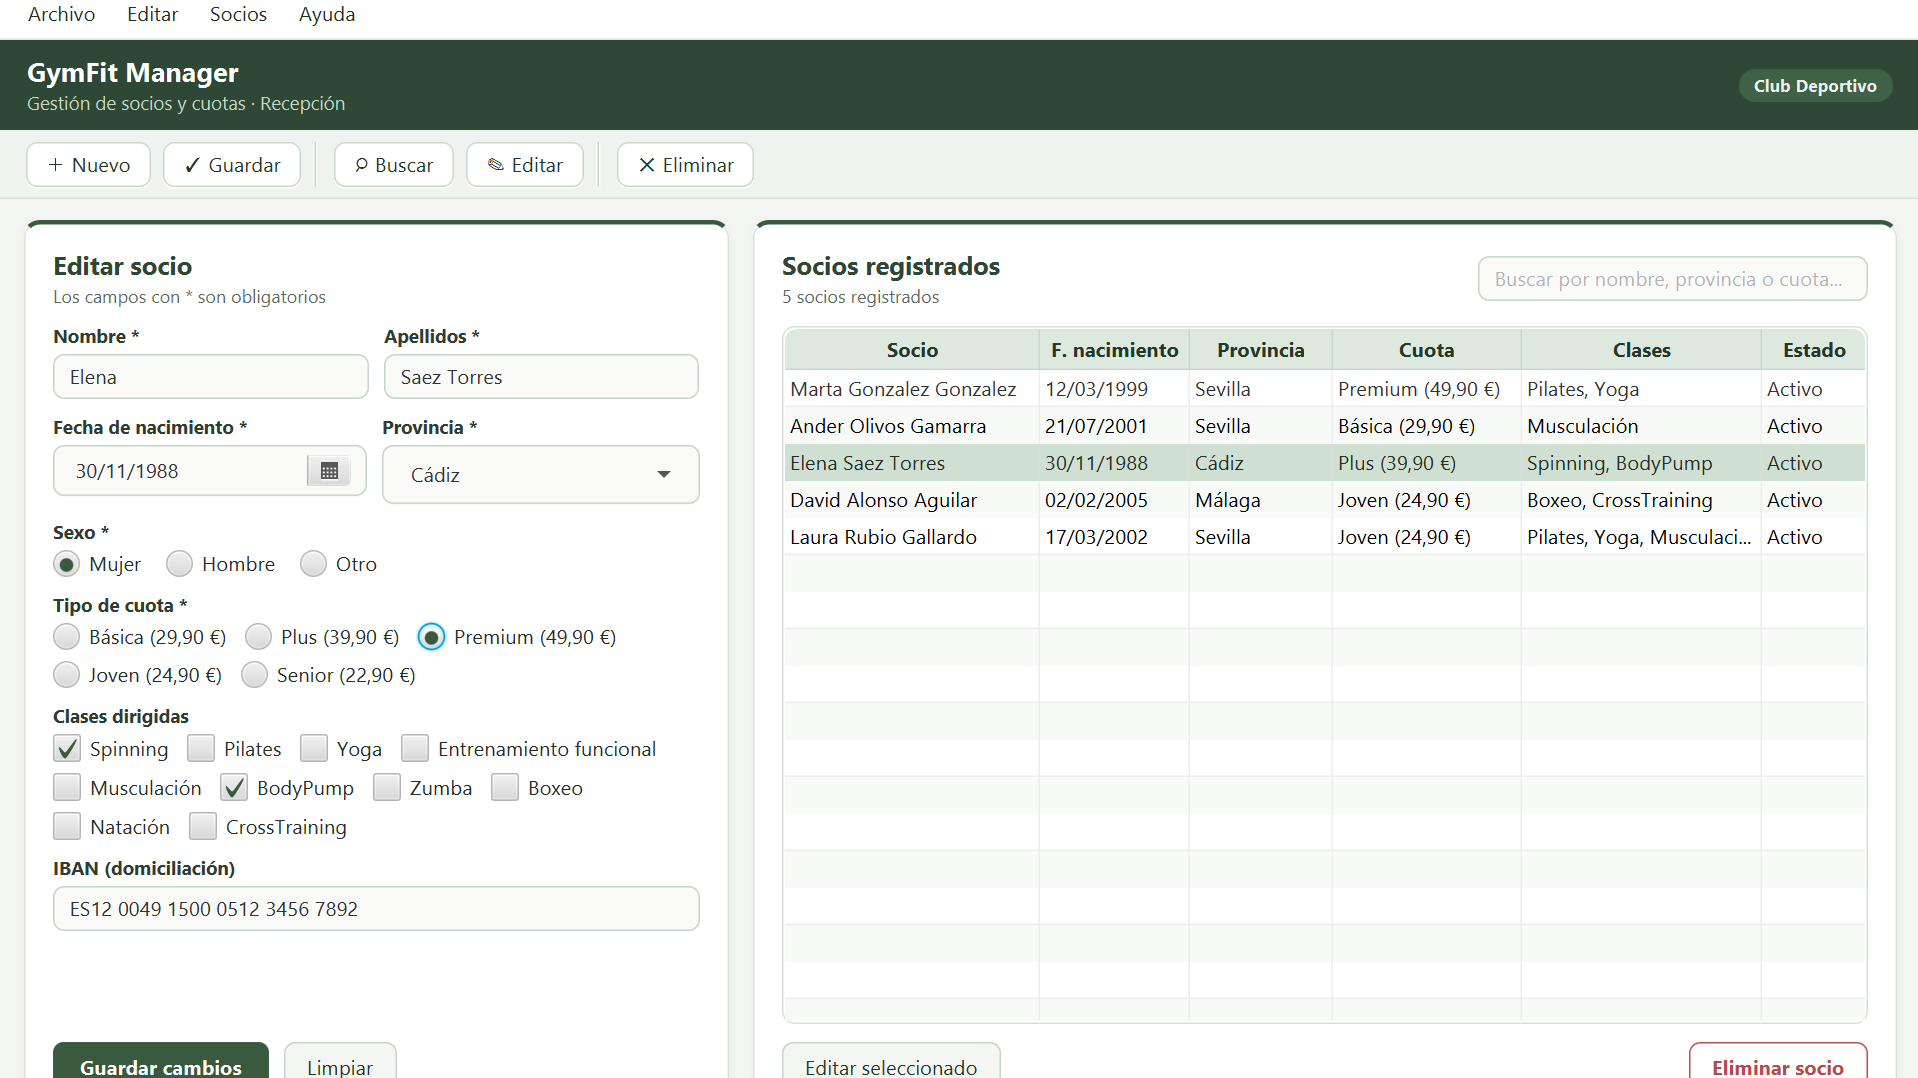 Archivo Editar Socios Ayuda
GymFit Manager
Gestión de socios y cuotas · Recepción
Club Deportivo
+ Nuevo ✓ Guardar Buscar ✎ Editar ✕ Eliminar
Editar socio
Los campos con * son obligatorios
Nombre * Apellidos *
Elena Saez Torres
Fecha de nacimiento * Provincia *
30/11/1988 Cádiz
Sexo *
Mujer Hombre Otro
Tipo de cuota *
Básica (29,90 €) Plus (39,90 €) Premium (49,90 €)
Joven (24,90 €) Senior (22,90 €)
Clases dirigidas
Spinning Pilates Yoga Entrenamiento funcional
Musculación BodyPump Zumba Boxeo
Natación CrossTraining
IBAN (domiciliación)
ES12 0049 1500 0512 3456 7892
Guardar cambios Limpiar
Socios registrados
5 socios registrados
Buscar por nombre, provincia o cuota...
Socio F. nacimiento Provincia Cuota Clases Estado
Marta Gonzalez Gonzalez 12/03/1999 Sevilla Premium (49,90 €) Pilates, Yoga Activo
Ander Olivos Gamarra 21/07/2001 Sevilla Básica (29,90 €) Musculación Activo
Elena Saez Torres 30/11/1988 Cádiz Plus (39,90 €) Spinning, BodyPump Activo
David Alonso Aguilar 02/02/2005 Málaga Joven (24,90 €) Boxeo, CrossTraining Activo
Laura Rubio Gallardo 17/03/2002 Sevilla Joven (24,90 €) Pilates, Yoga, Musculaci... Activo
Editar seleccionado Eliminar socio